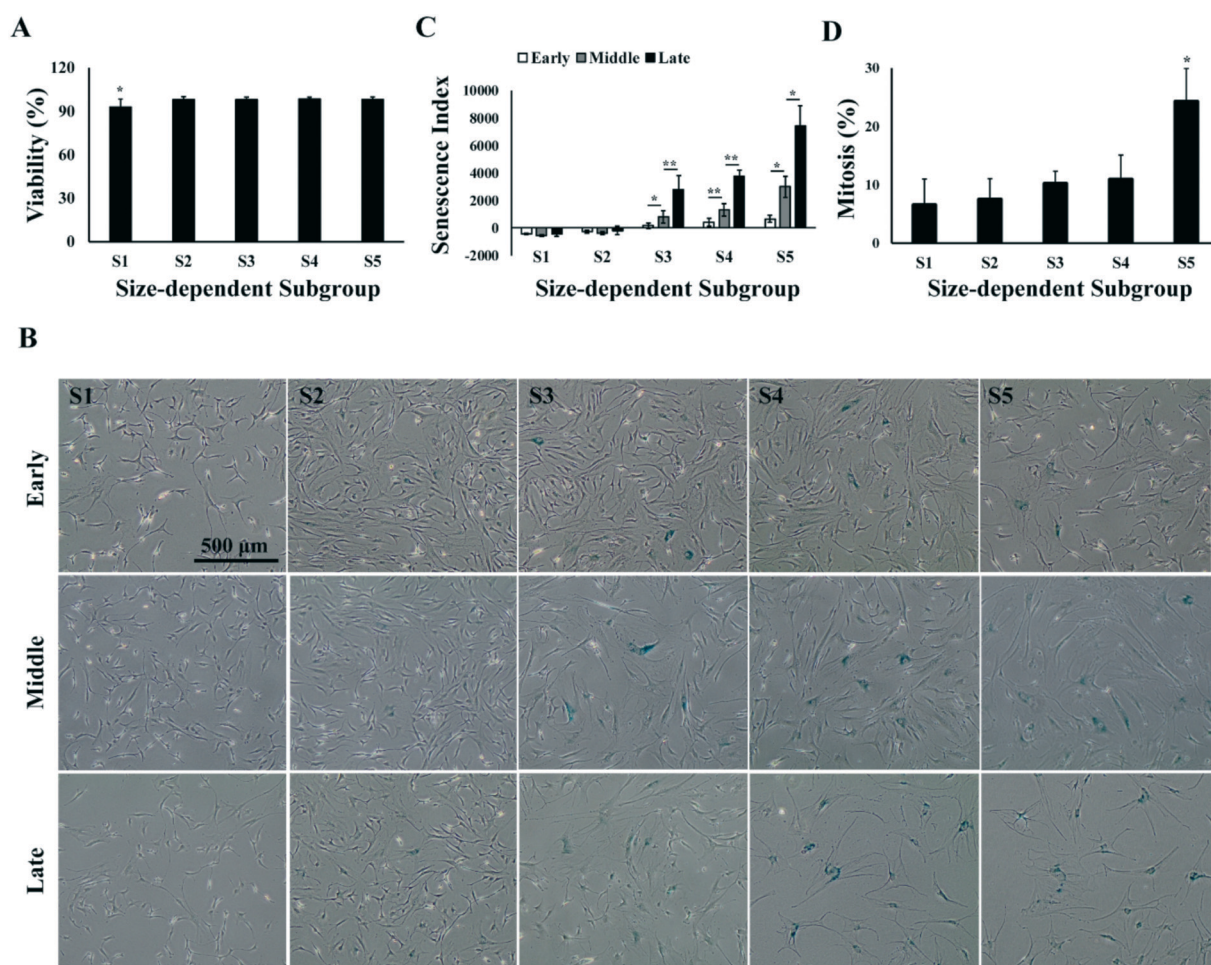 A
120
90
60
30
0
Viability (%)
*
S1 S2 S3 S4 S5
Size-dependent Subgroup
C
Early Middle Late
10000
8000
6000
4000
2000
0
-2000
Senescence Index
* **
** **
* *
S1 S2 S3 S4 S5
Size-dependent Subgroup
D
30
20
10
0
Mitosis (%)
*
S1 S2 S3 S4 S5
Size-dependent Subgroup
B
S1 S2 S3 S4 S5
Early
500 µm
Middle
Late